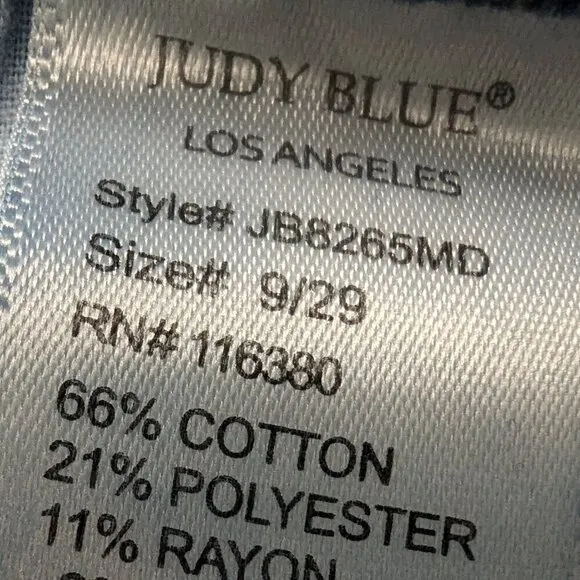 JUDY BLUE®
LOS ANGELES
Style# JB8265MD
Size# 9/29
RN# 116380
66% COTTON
21% POLYESTER
11% RAYON